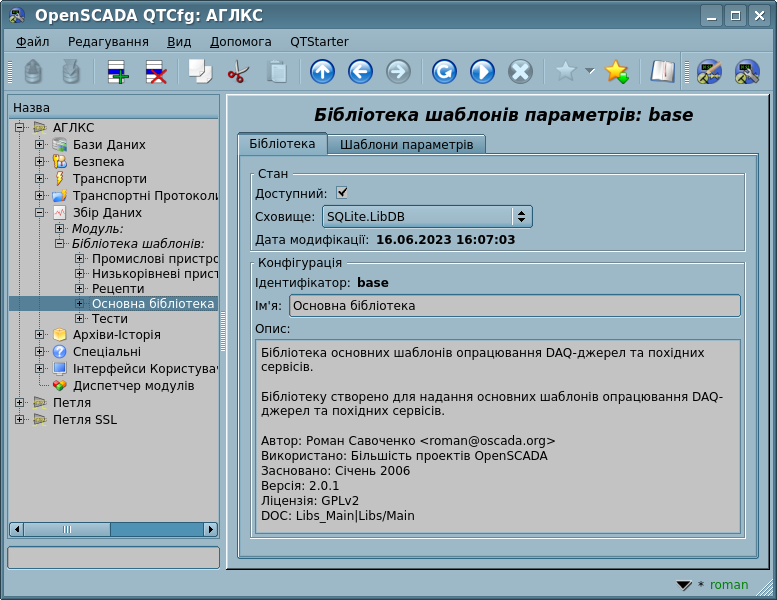 OpenSCADA QTCfg: АГЛКС
Файл Редагування Вид Допомога QTStarter
Назва
АГЛКС
Бази Даних
Безпека
Транспорти
Транспортні Протоколи
Збір Даних
Модуль:
Бібліотека шаблонів:
Промислові пристро
Низькорівневі прист
Рецепти
Основна бібліотека
Тести
Архіви-Історія
Спеціальні
Інтерфейси Користува
Диспетчер модулів
Петля
Петля SSL
Бібліотека шаблонів параметрів: base
Бібліотека Шаблони параметрів
Стан
Доступний:
Сховище: SQLite.LibDB
Дата модифікації: 16.06.2023 16:07:03
Конфігурація
Ідентифікатор: base
Ім'я: Основна бібліотека
Опис:
Бібліотека основних шаблонів опрацювання DAQ-джерел та похідних
сервісів.
Бібліотеку створено для надання основних шаблонів опрацювання DAQ-
джерел та похідних сервісів.
Автор: Роман Савоченко <roman@oscada.org>
Використано: Більшість проектів OpenSCADA
Засновано: Січень 2006
Версія: 2.0.1
Ліцензія: GPLv2
DOC: Libs_Main|Libs/Main
* roman